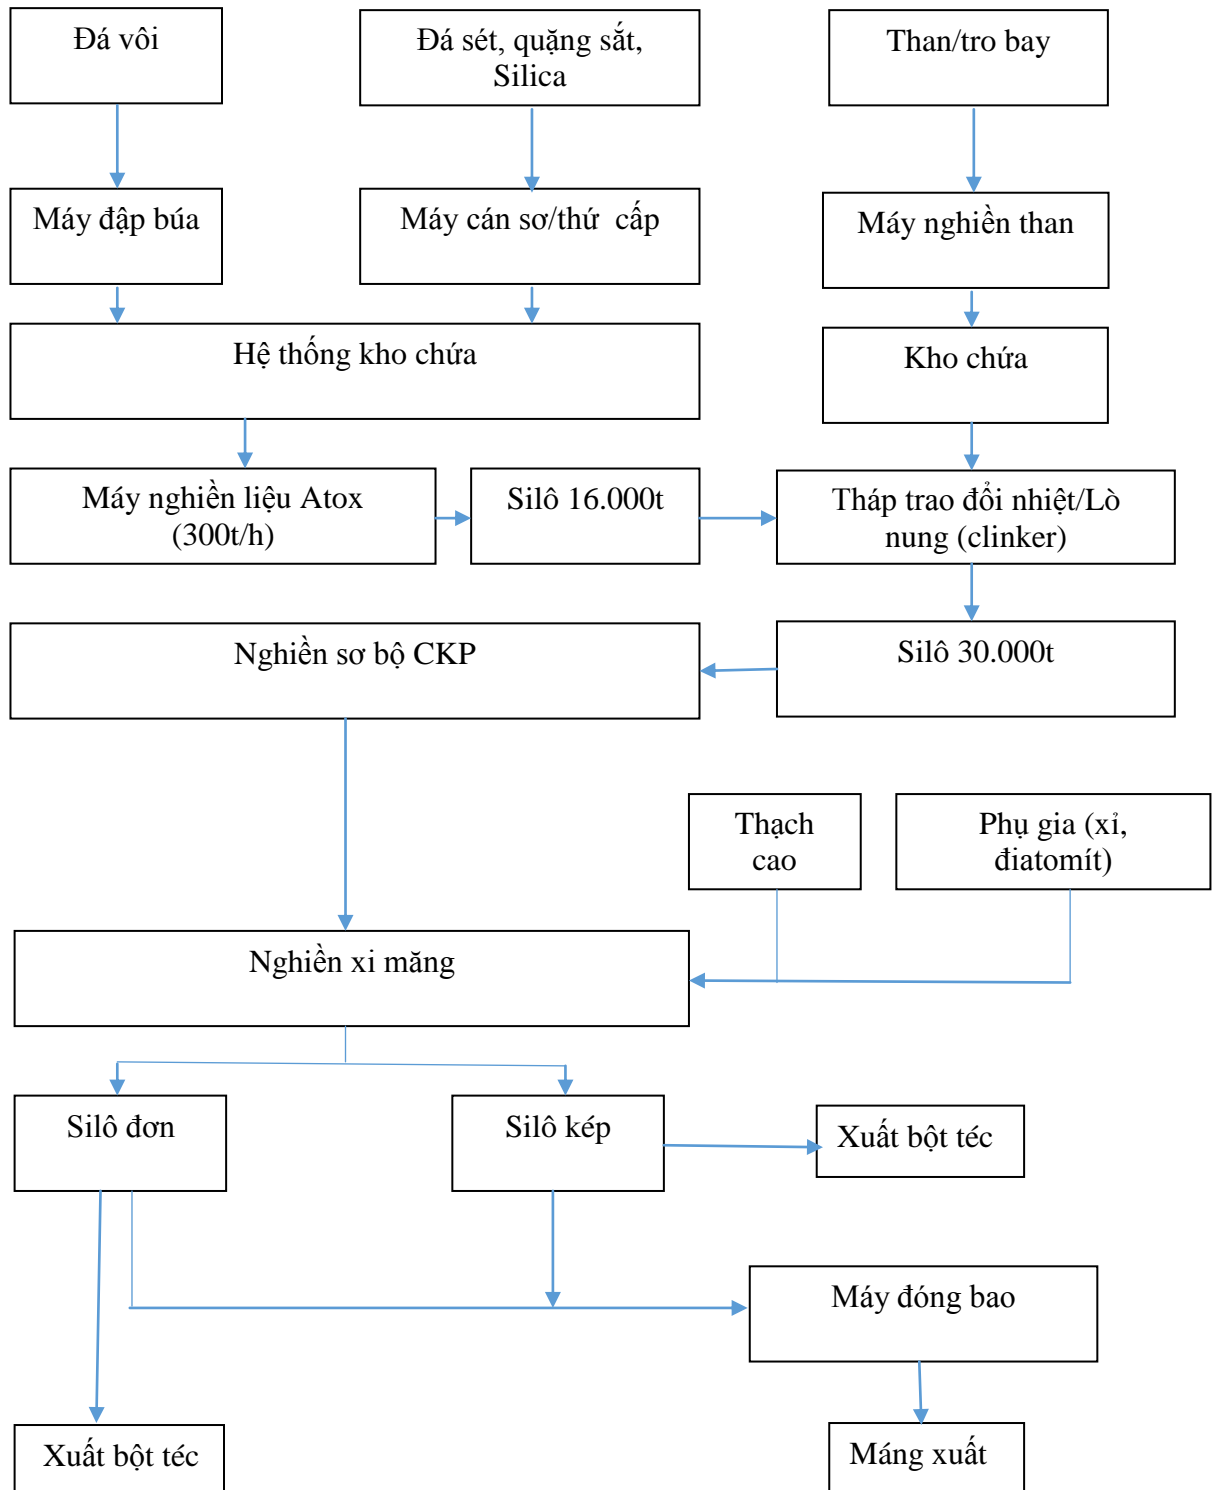 Đá vôi
Đá sét, quặng sắt,
Silica
Than/tro bay
Máy đập búa
Máy cán sơ/thứ cấp
Máy nghiền than
Hệ thống kho chứa
Kho chứa
Máy nghiền liệu Atox
(300t/h)
Silô 16.000t
Tháp trao đổi nhiệt/Lò
nung (clinker)
Nghiền sơ bộ CKP
Silô 30.000t
Thạch
cao
Phụ gia (xỉ,
điatomít)
Nghiền xi măng
Silô đơn
Silô kép
Xuất bột téc
Máy đóng bao
Xuất bột téc
Máng xuất